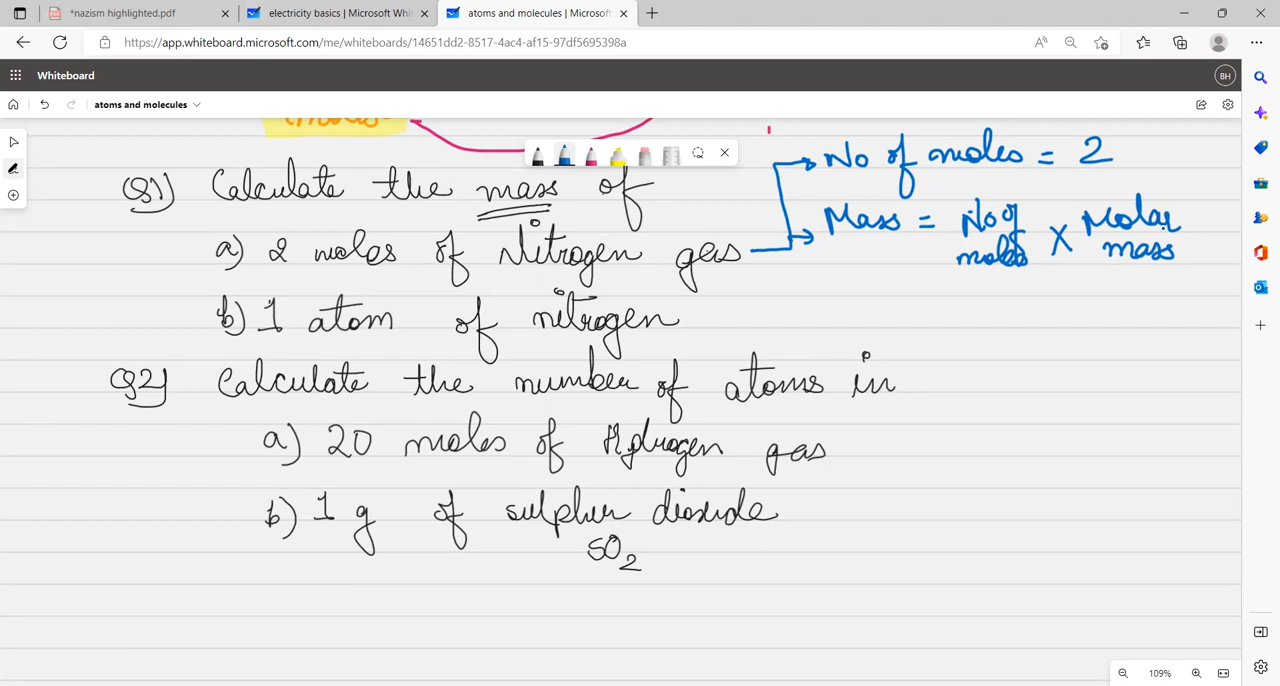 *nazism highlighted.pdf
electricity basics | Microsoft Whi
atoms and molecules | Microsoft
https://app.whiteboard.microsoft.com/me/whiteboards/14651dd2-8517-4ac4-af15-97df5695398a
Whiteboard
BH
atoms and molecules
moles
Q1) Calculate the mass of
a) 2 moles of Nitrogen gas
No of moles = 2
Mass = No of moles X Molar mass
b) 1 atom of nitrogen
Q2) Calculate the number of atoms in
a) 20 moles of Hydrogen gas
b) 1 g of sulphur dioxide
SO2
109%